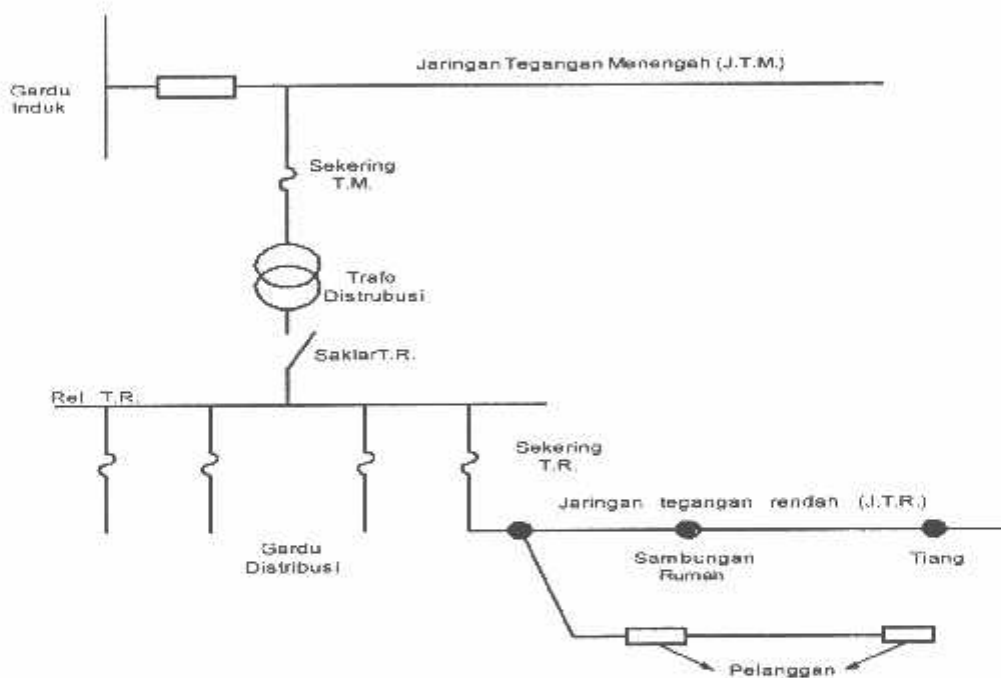 Jaringan Tegangan Menengah (J.T.M.)
Gardu
Induk
Sekering
T.M.
Trafo
Distrubusi
Saklar T.R.
Rel T.R.
Sekering
T.R.
Jaringan tegangan rendah (J.T.R.)
Gardu
Distribusi
Sambungan
Rumah
Tiang
Pelanggan